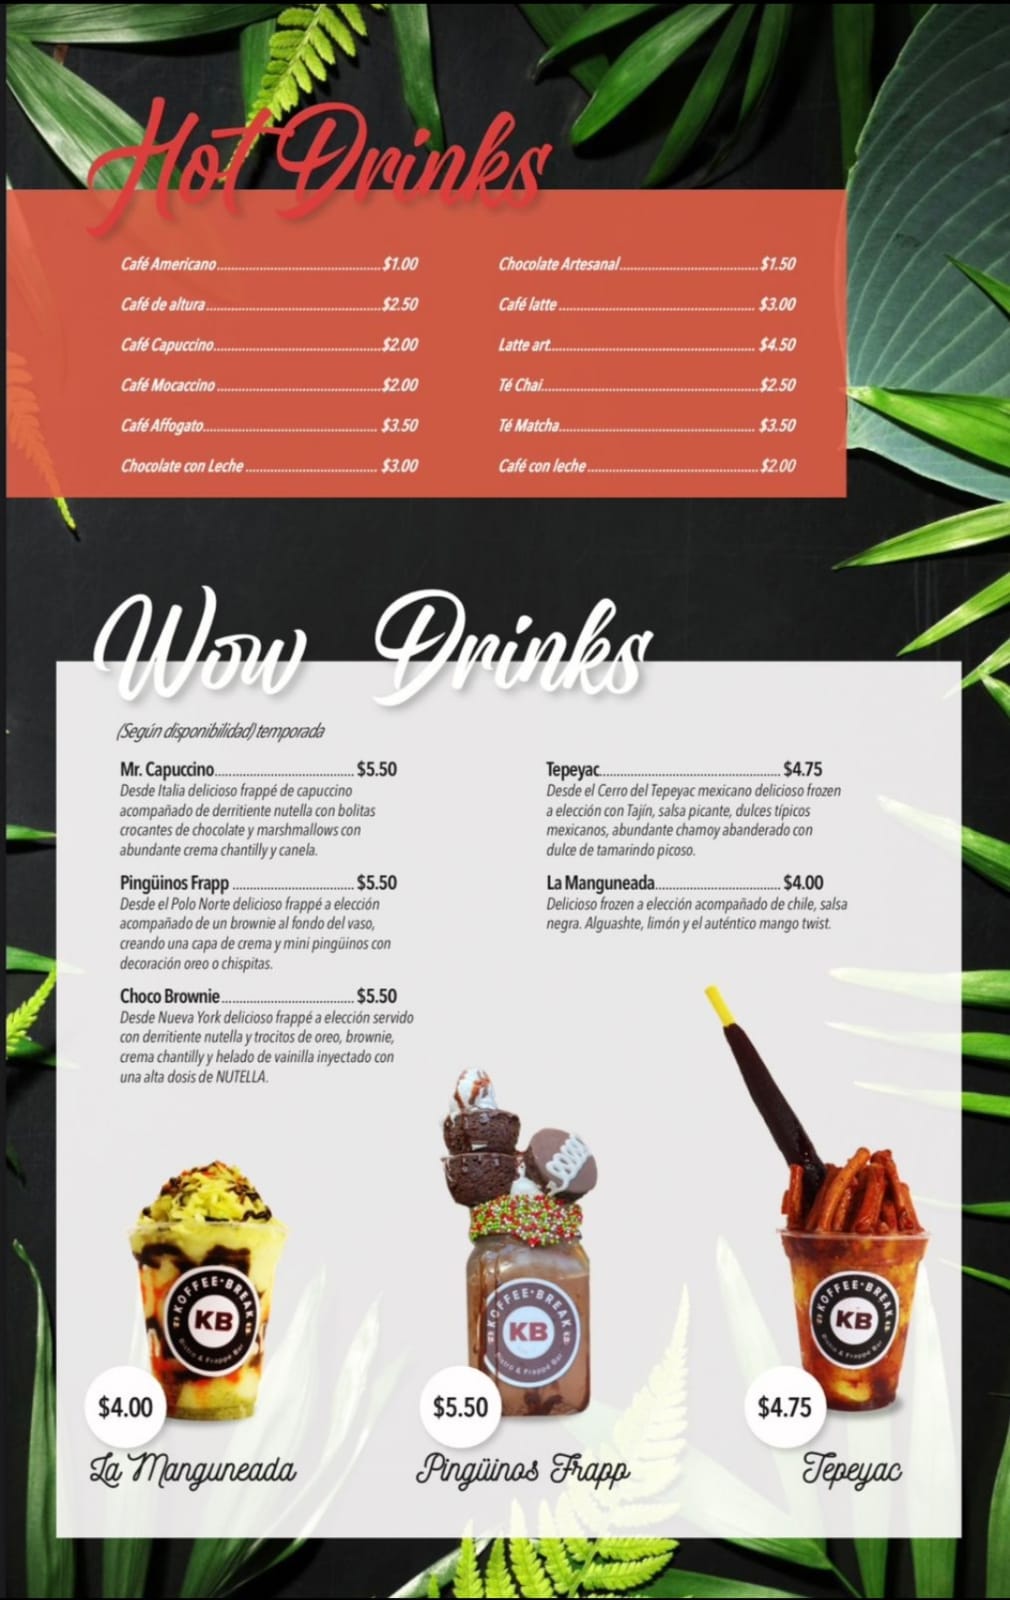 Hot Drinks
Café Americano........................................$1.00
Café de altura...........................................$2.50
Café Capuccino.........................................$2.00
Café Mocaccino........................................$2.00
Café Affogato.......................................... $3.50
Chocolate con Leche................................ $3.00
Chocolate Artesanal..................................$1.50
Café latte................................................ $3.00
Latte art.................................................. $4.50
Té Chai.....................................................$2.50
Té Matcha................................................ $3.50
Café con leche..........................................$2.00
Wow Drinks
(Según disponibilidad) temporada
Mr. Capuccino.................................... $5.50
Desde Italia delicioso frappé de capuccino
acompañado de derritiente nutella con bolitas
crocantes de chocolate y marshmallows con
abundante crema chantilly y canela.
Pingüinos Frapp................................ $5.50
Desde el Polo Norte delicioso frappé a elección
acompañado de un brownie al fondo del vaso,
creando una capa de crema y mini pingüinos con
decoración oreo o chispitas.
Choco Brownie................................... $5.50
Desde Nueva York delicioso frappé a elección servido
con derritiente nutella y trocitos de oreo, brownie,
crema chantilly y helado de vainilla inyectado con
una alta dosis de NUTELLA.
Tepeyac.............................................. $4.75
Desde el Cerro del Tepeyac mexicano delicioso frozen
a elección con Tajín, salsa picante, dulces típicos
mexicanos, abundante chamoy abanderado con
dulce de tamarindo picoso.
La Manguneada................................ $4.00
Delicioso frozen a elección acompañado de chile, salsa
negra. Alguashte, limón y el auténtico mango twist.
KOFFEE•BREAK
KB
Bistro & Frappé Bar
KOFFEE•BREAK
KB
Bistro & Frappé Bar
KOFFEE•BREAK
KB
Bistro & Frappé Bar
$4.00
La Manguneada
$5.50
Pingüinos Frapp
$4.75
Tepeyac